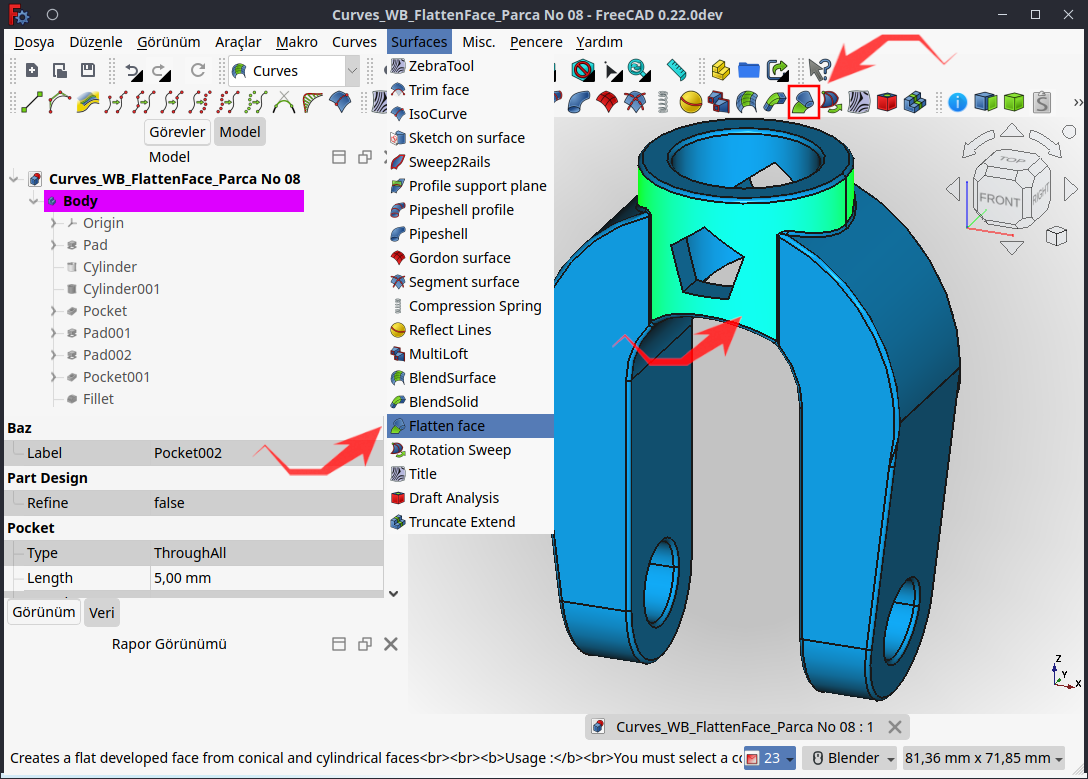 Curves_WB_FlattenFace_Parca No 08 - FreeCAD 0.22.0dev
Dosya Düzenle Görünüm Araçlar Makro Curves Surfaces Misc. Pencere Yardım
Curves
Görevler Model
Model
Curves_WB_FlattenFace_Parca No 08
Body
Origin
Pad
Cylinder
Cylinder001
Pocket
Pad001
Pad002
Pocket001
Fillet
Baz
Label Pocket002
Part Design
Refine false
Pocket
Type ThroughAll
Length 5,00 mm
Görünüm Veri
Rapor Görünümü
ZebraTool
Trim face
IsoCurve
Sketch on surface
Sweep2Rails
Profile support plane
Pipeshell profile
Pipeshell
Gordon surface
Segment surface
Compression Spring
Reflect Lines
MultiLoft
BlendSurface
BlendSolid
Flatten face
Rotation Sweep
Title
Draft Analysis
Truncate Extend
TOP
FRONT
RIGHT
Z
Y
X
Curves_WB_FlattenFace_Parca No 08 : 1
Creates a flat developed face from conical and cylindrical faces<br><br><b>Usage :</b><br>You must select a co 23 Blender 81,36 mm x 71,85 mm